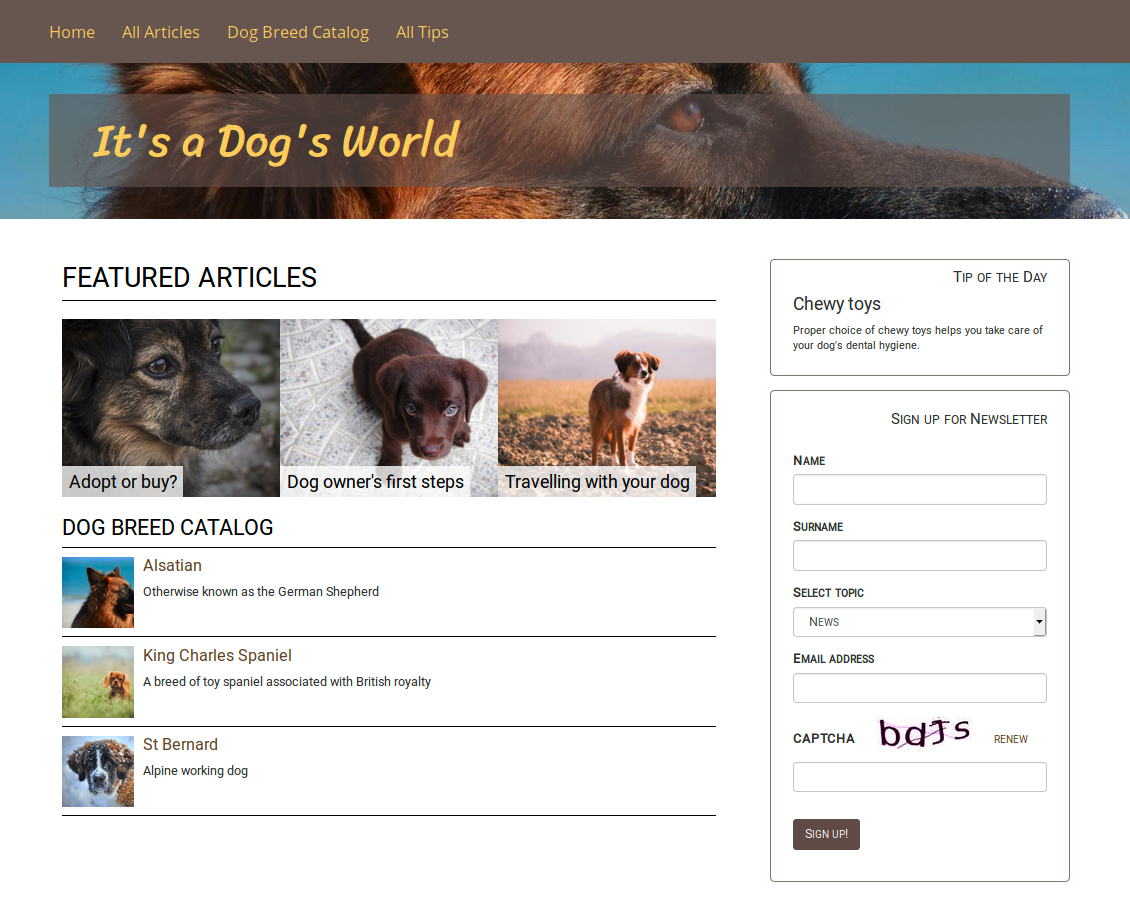 Home All Articles Dog Breed Catalog All Tips
It's a Dog's World
FEATURED ARTICLES
Adopt or buy?
Dog owner's first steps
Travelling with your dog
DOG BREED CATALOG
Alsatian
Otherwise known as the German Shepherd
King Charles Spaniel
A breed of toy spaniel associated with British royalty
St Bernard
Alpine working dog
Tip of the Day
Chewy toys
Proper choice of chewy toys helps you take care of
your dog's dental hygiene.
Sign up for Newsletter
Name
Surname
Select topic
News
Email address
CAPTCHA bdJs RENEW
Sign up!